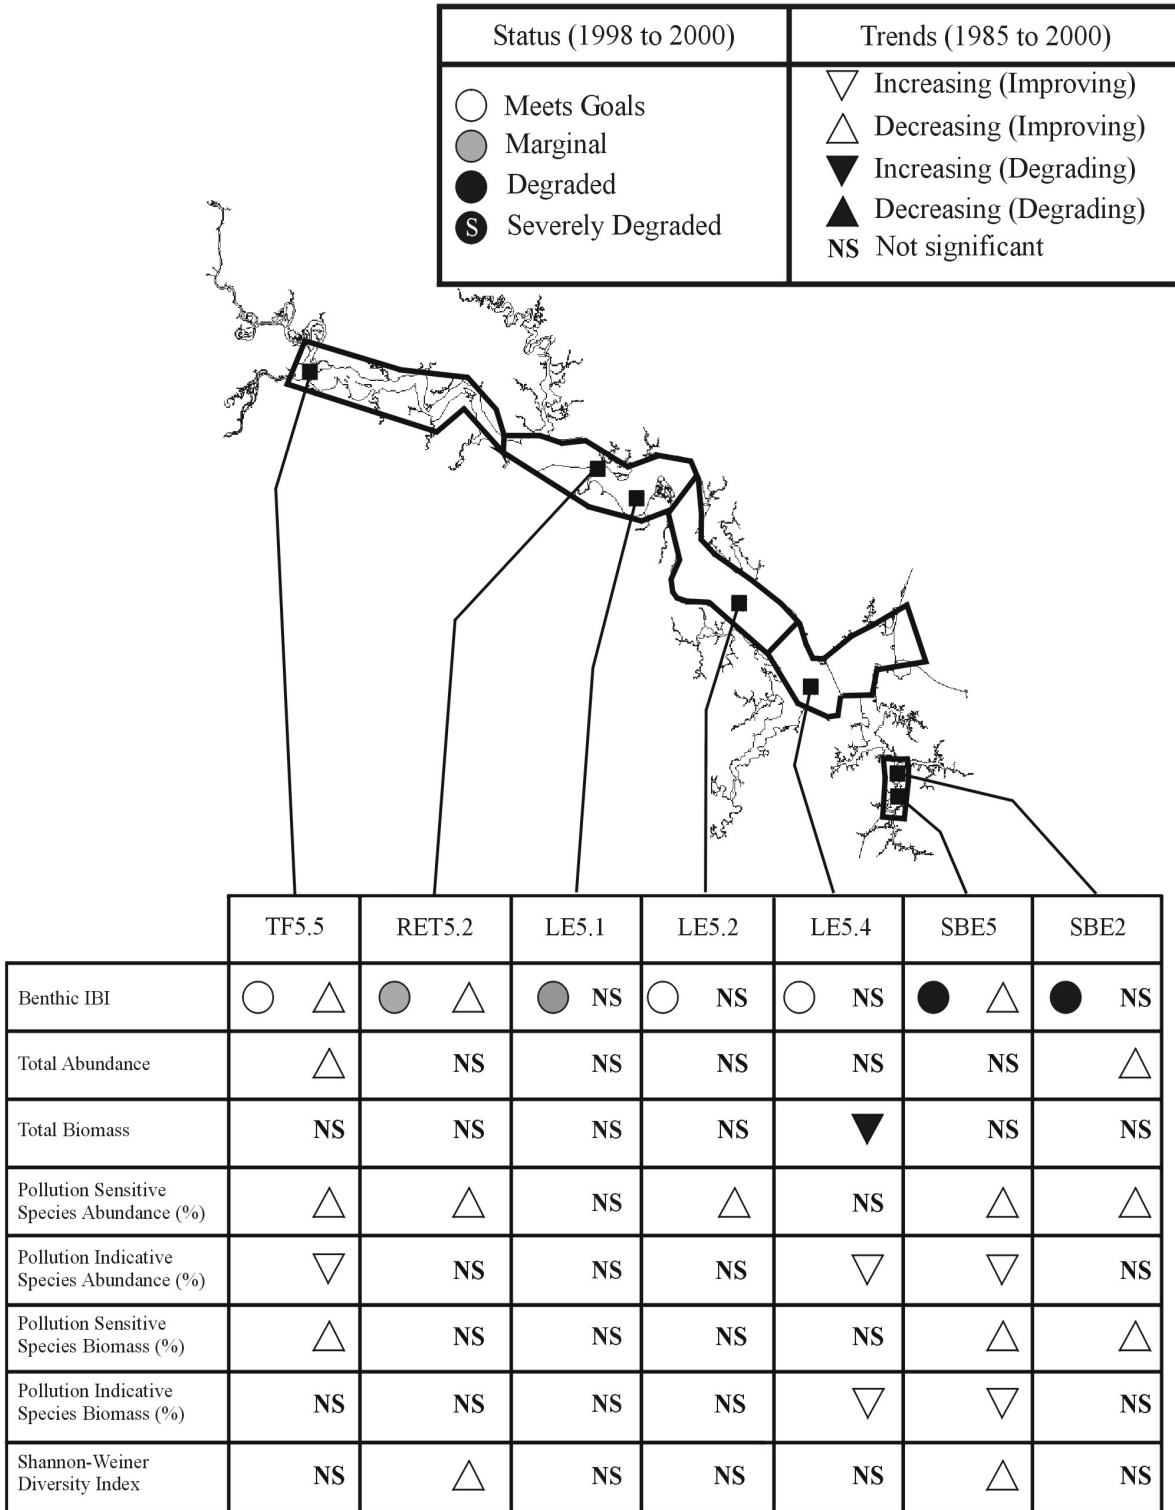 Status (1998 to 2000)
Trends (1985 to 2000)
Meets Goals
Marginal
Degraded
S Severely Degraded
Increasing (Improving)
Decreasing (Improving)
Increasing (Degrading)
Decreasing (Degrading)
NS Not significant
TF5.5 RET5.2 LE5.1 LE5.2 LE5.4 SBE5 SBE2
Benthic IBI NS NS NS NS
Total Abundance NS NS NS NS NS
Total Biomass NS NS NS NS NS NS
Pollution Sensitive
Species Abundance (%) NS NS
Pollution Indicative
Species Abundance (%) NS NS NS NS
Pollution Sensitive
Species Biomass (%) NS NS NS NS
Pollution Indicative
Species Biomass (%) NS NS NS NS NS
Shannon-Weiner
Diversity Index NS NS NS NS NS